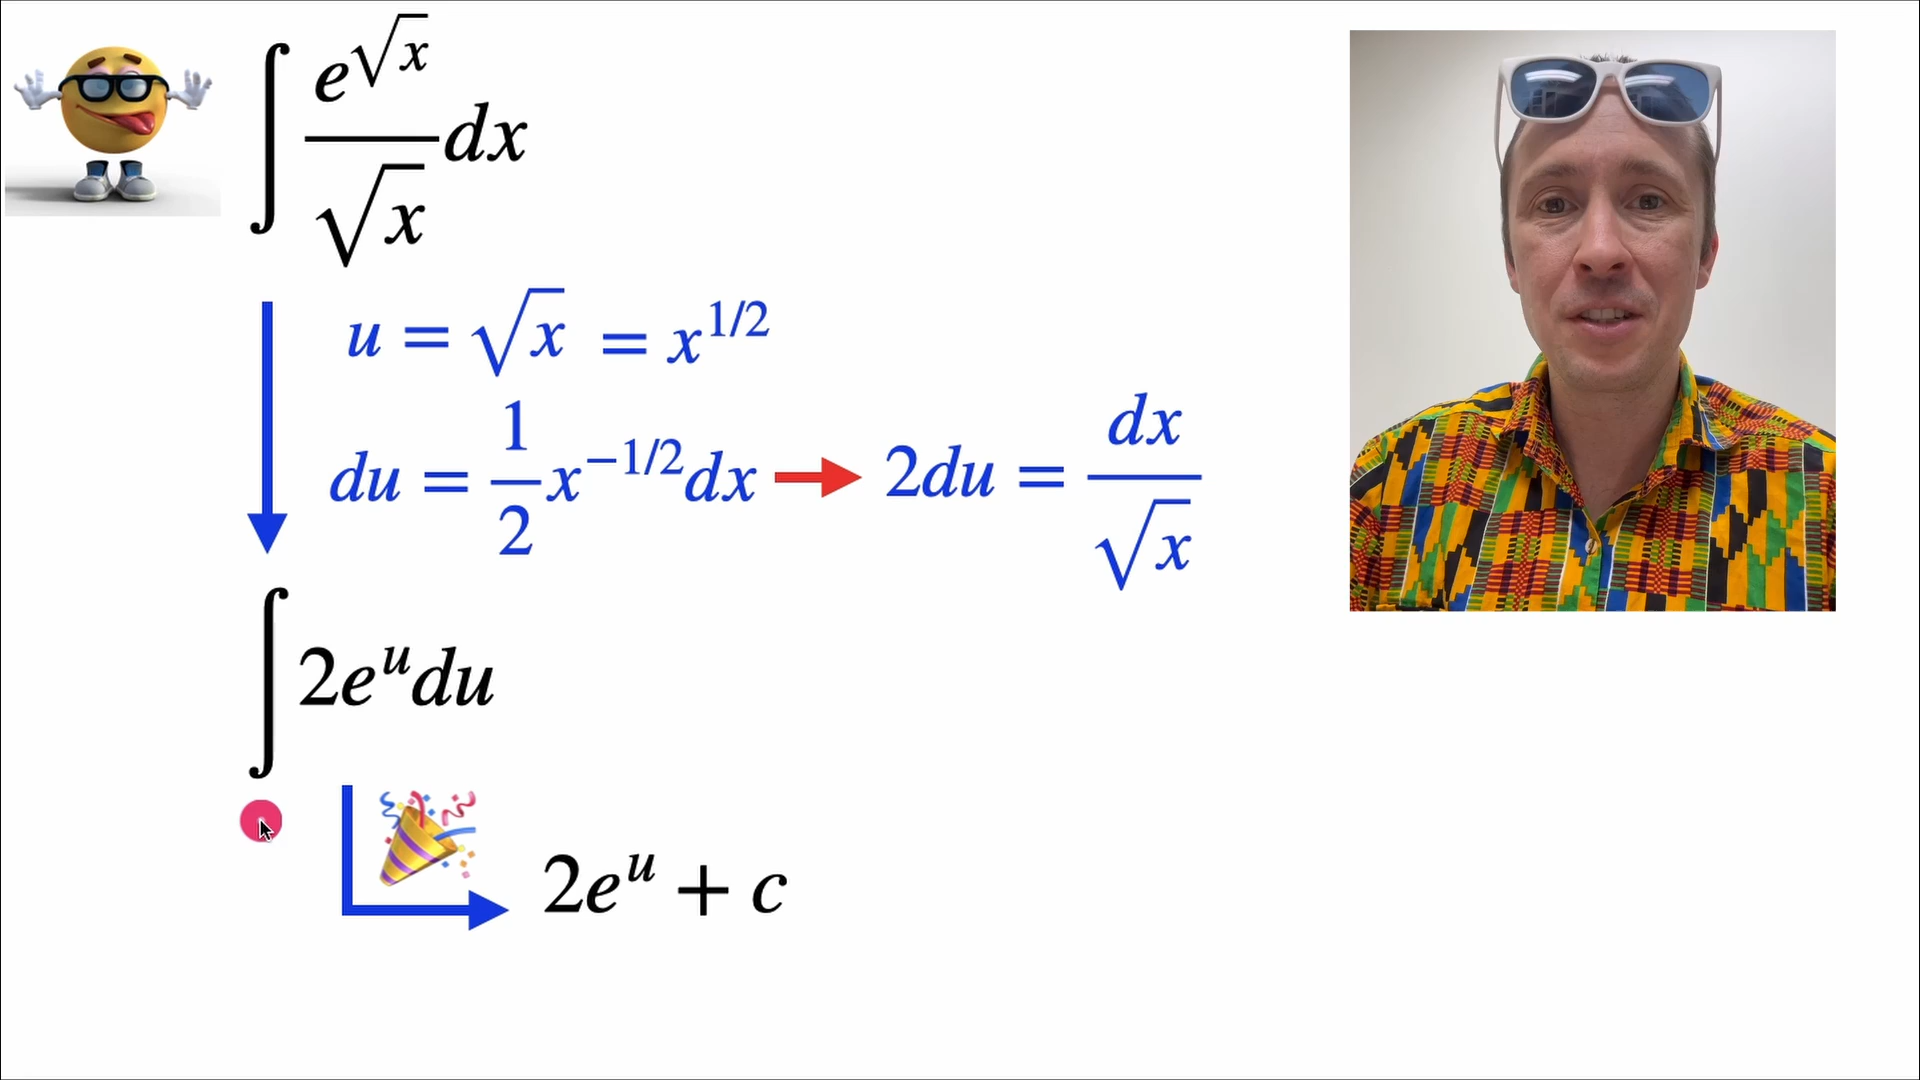 ∫ e^√x / √x dx
u = √x = x^1/2
du = 1/2 x^−1/2 dx → 2du = dx / √x
∫ 2e^u du
2e^u + c